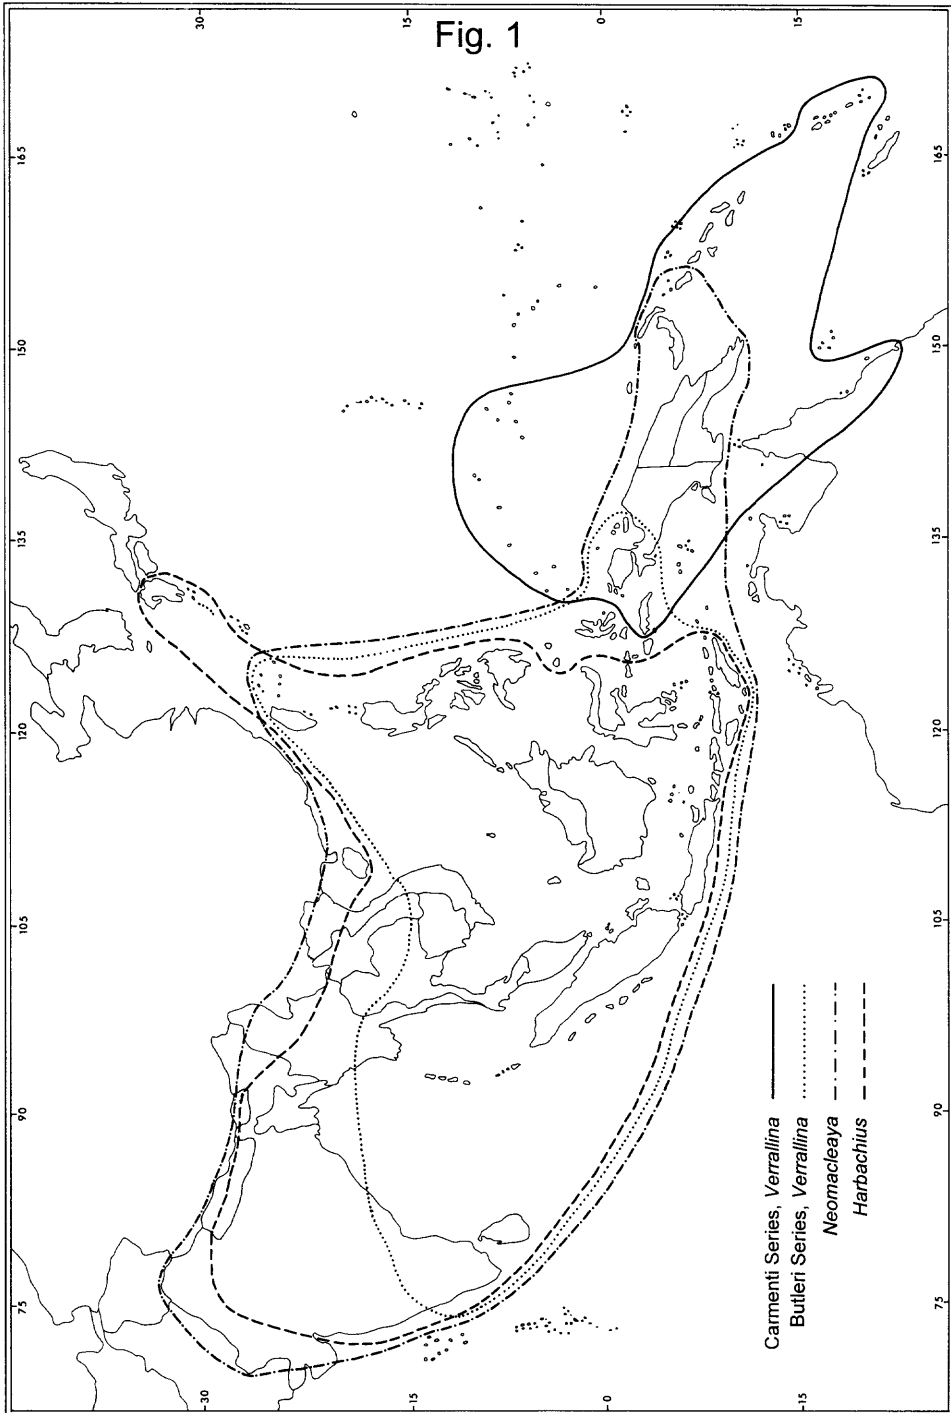 Fig. 1
75 90 105 120 135 150 165
30 30
15 15
0 0
15 15
Carmenti Series, Verrallina
Butleri Series, Verrallina
Neomacleaya
Harbachius
75 90 105 120 135 150 165